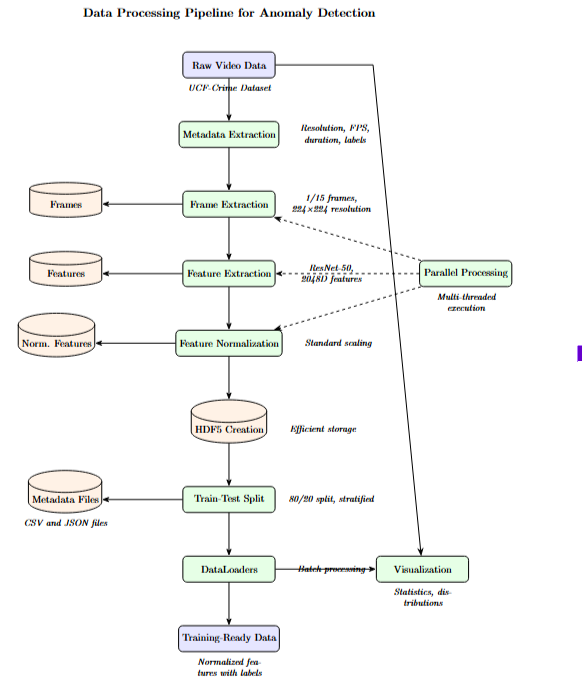 Data Processing Pipeline for Anomaly Detection
Raw Video Data
UCF-Crime Dataset
Metadata Extraction
Resolution, FPS,
duration, labels
Frames
Frame Extraction
1/15 frames,
224×224 resolution
Features
Feature Extraction
ResNet-50,
2048D features
Parallel Processing
Multi-threaded
execution
Norm. Features
Feature Normalization
Standard scaling
HDF5 Creation
Efficient storage
Metadata Files
CSV and JSON files
Train-Test Split
80/20 split, stratified
DataLoaders
Batch processing
Visualization
Statistics, dis-
tributions
Training-Ready Data
Normalized fea-
tures with labels